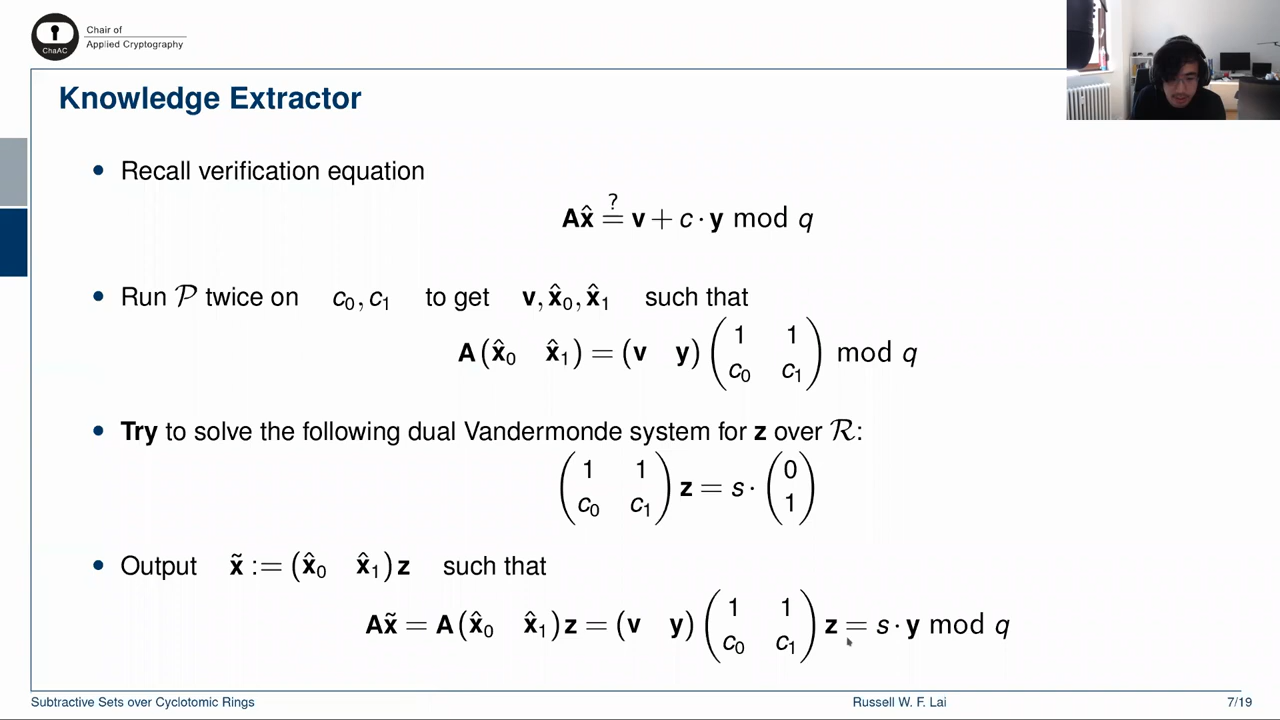 ChaAC
Chair of
Applied Cryptography
Knowledge Extractor
• Recall verification equation
Ax̂ ≟ v + c · y mod q
• Run 𝒫 twice on c₀, c₁ to get v, x̂₀, x̂₁ such that
A (x̂₀ x̂₁) = (v y) (1 1; c₀ c₁) mod q
• Try to solve the following dual Vandermonde system for z over ℛ:
(1 1; c₀ c₁) z = s · (0; 1)
• Output x̃ := (x̂₀ x̂₁) z such that
Ax̃ = A (x̂₀ x̂₁) z = (v y) (1 1; c₀ c₁) z = s · y mod q
Subtractive Sets over Cyclotomic Rings Russell W. F. Lai 7/19